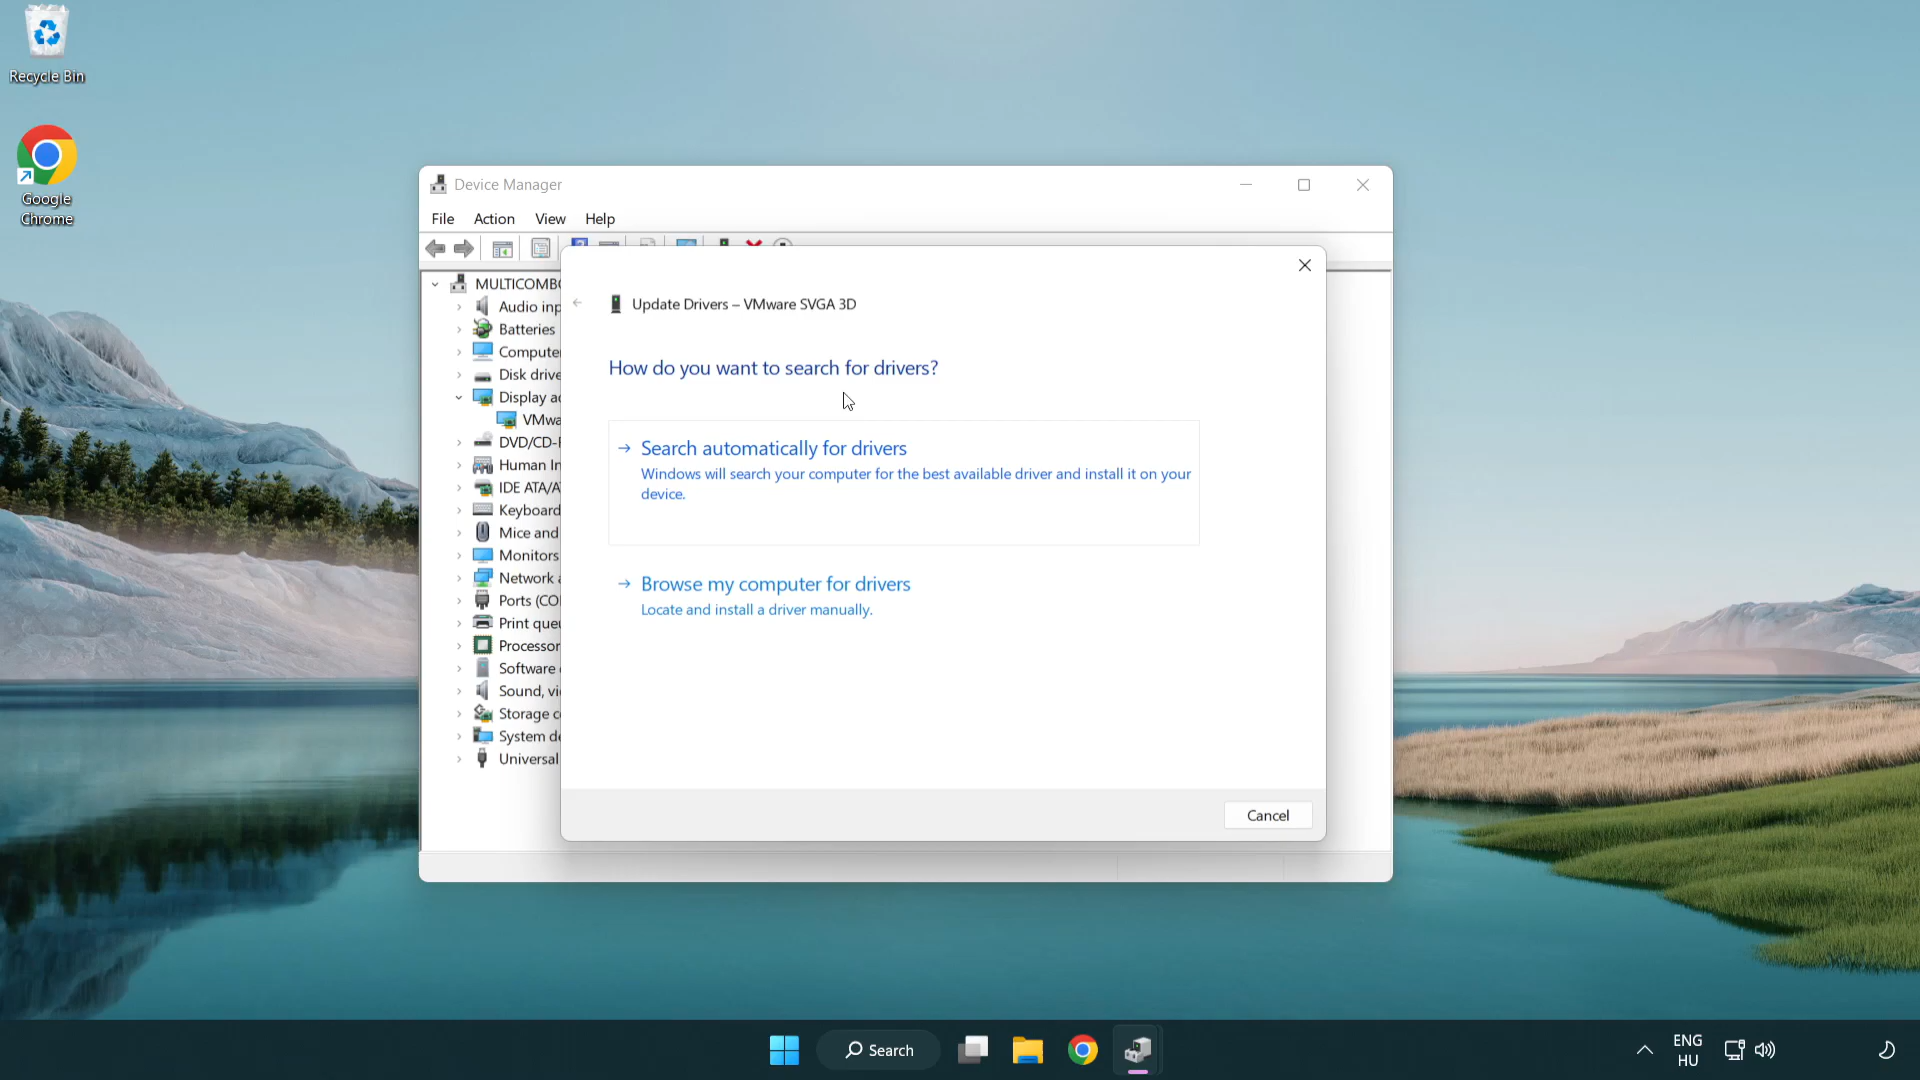 Recycle Bin
Google
Chrome
Device Manager
File Action View Help
MULTICOMBO
Audio inp
Batteries
Compute
Disk drive
Display a
VMwa
DVD/CD-
Human In
IDE ATA/A
Keyboard
Mice and
Monitors
Network a
Ports (CO
Print que
Processor
Software
Sound, vi
Storage c
System de
Universal
Update Drivers – VMware SVGA 3D
How do you want to search for drivers?
Search automatically for drivers
Windows will search your computer for the best available driver and install it on your
device.
Browse my computer for drivers
Locate and install a driver manually.
Cancel
Search
ENG
HU